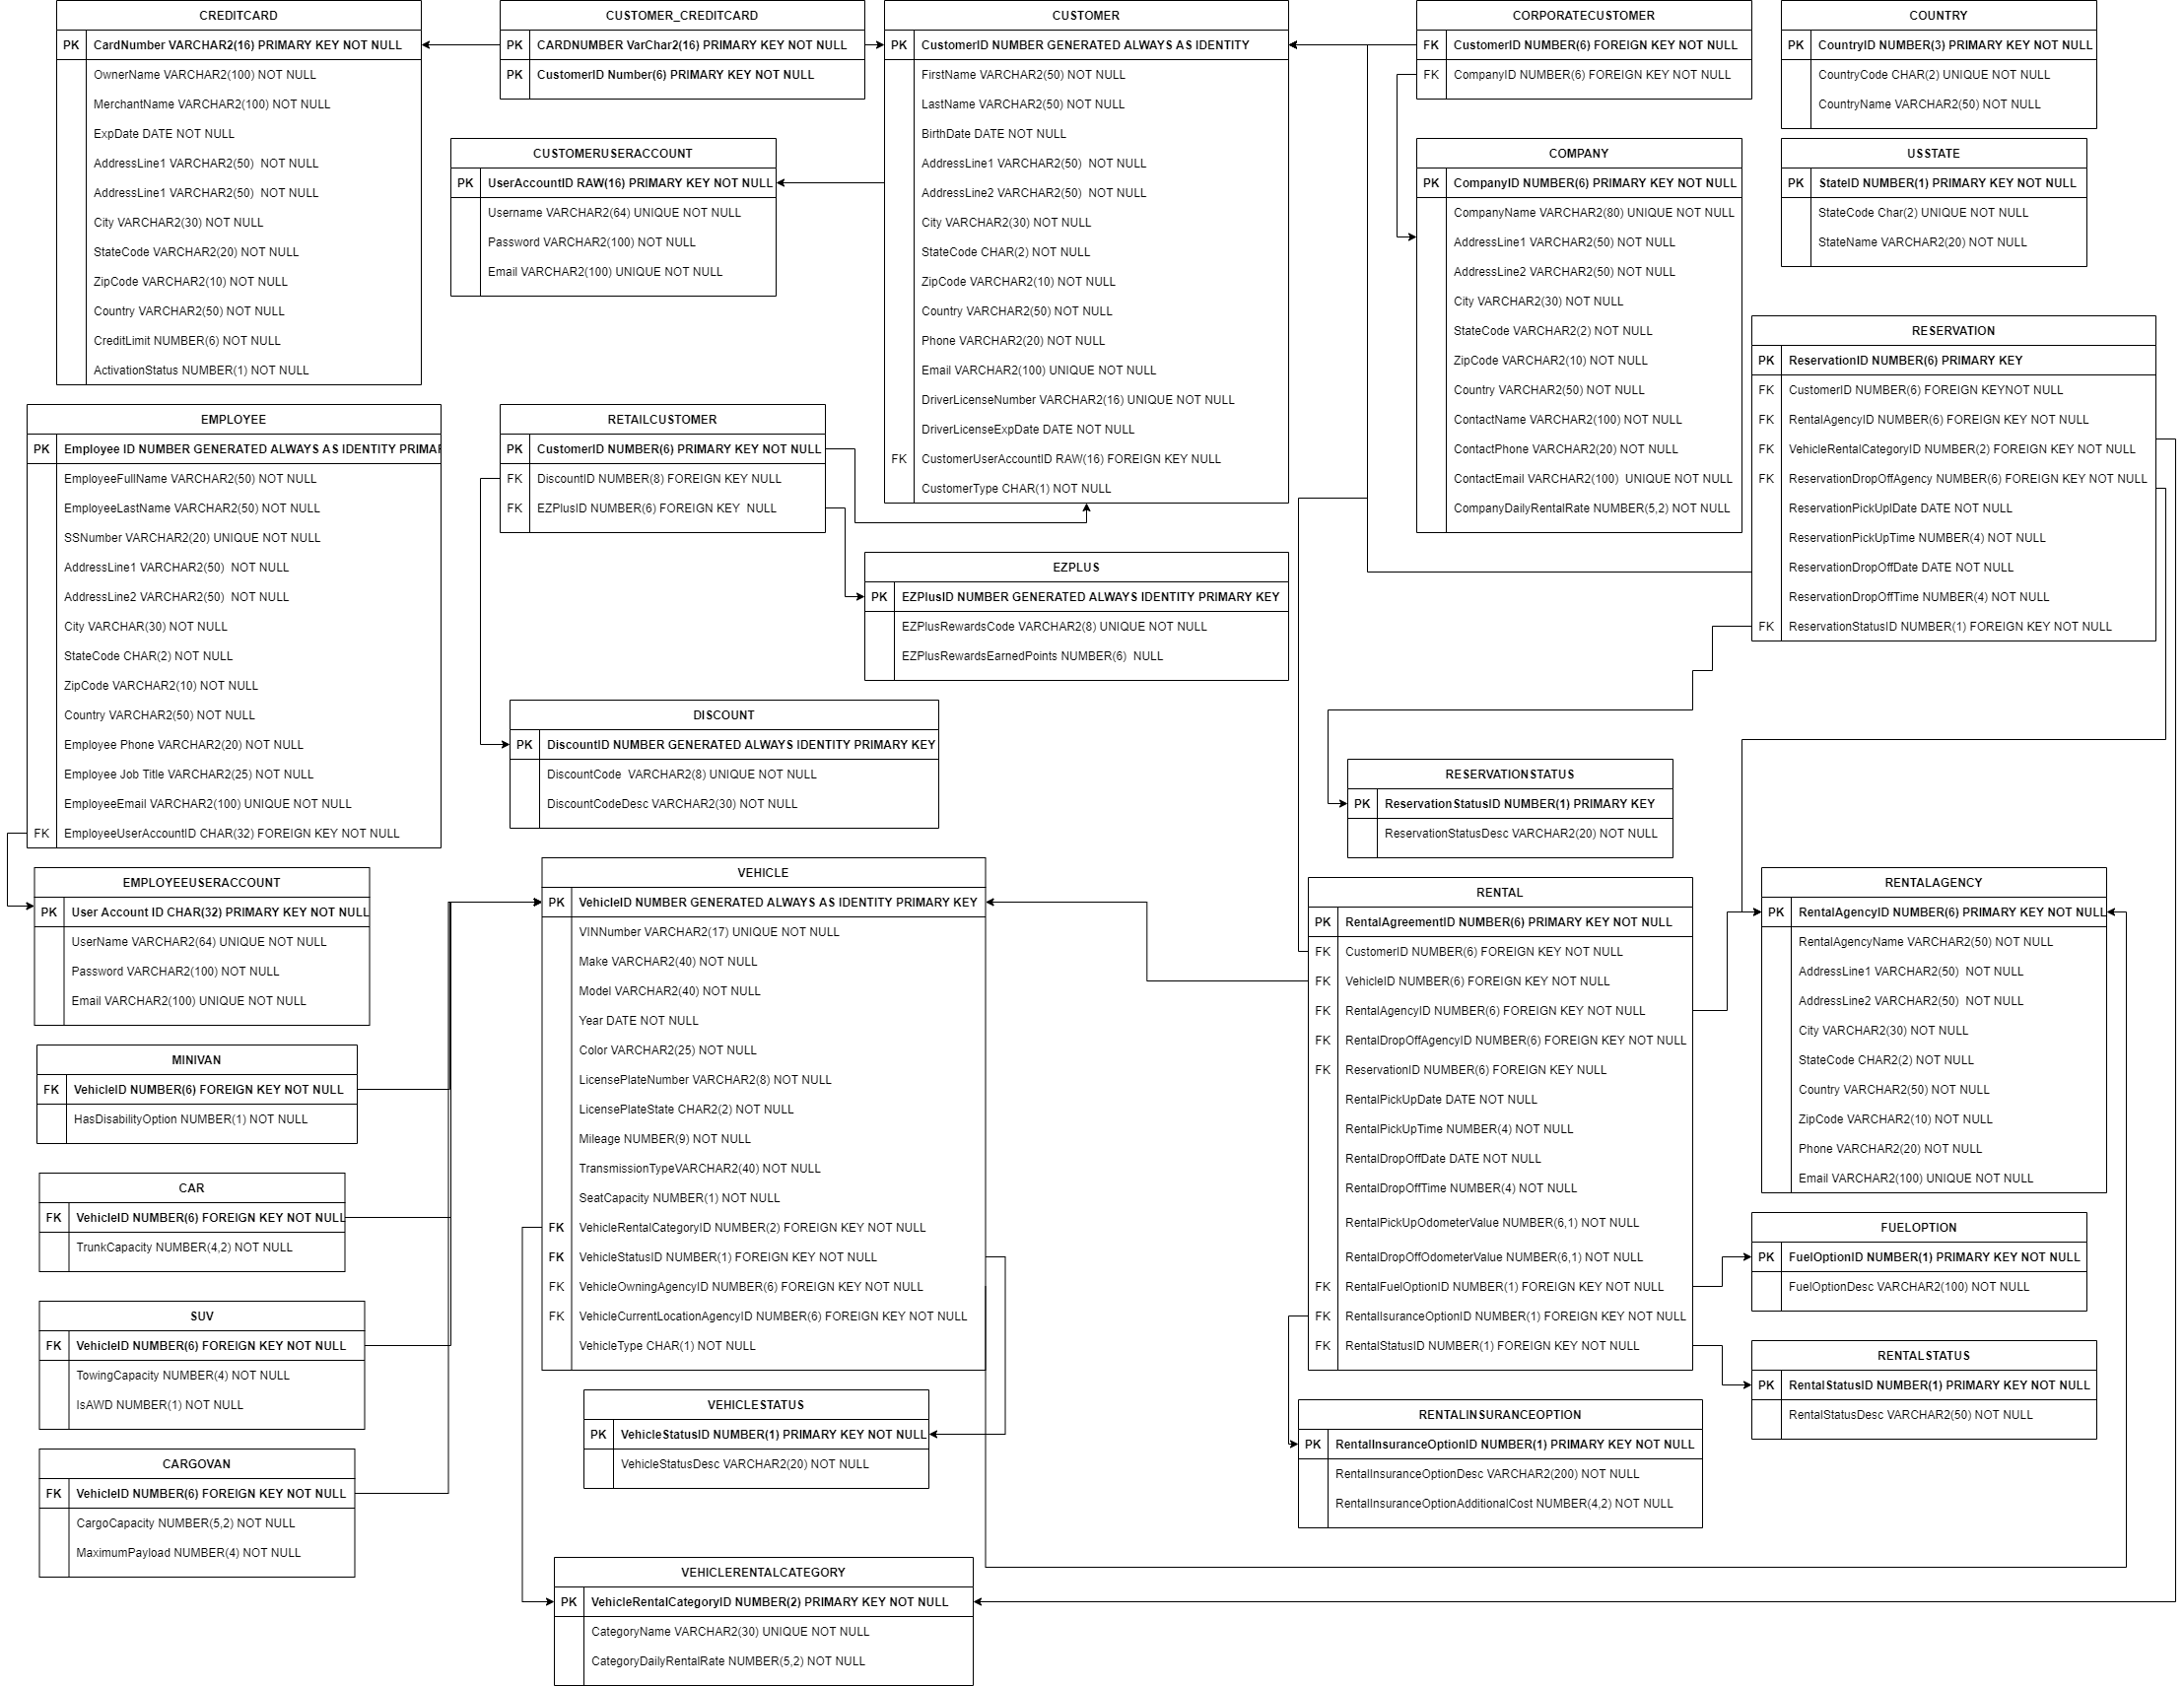 CREDITCARD
PK CardNumber VARCHAR2(16) PRIMARY KEY NOT NULL
OwnerName VARCHAR2(100) NOT NULL
MerchantName VARCHAR2(100) NOT NULL
ExpDate DATE NOT NULL
AddressLine1 VARCHAR2(50) NOT NULL
AddressLine1 VARCHAR2(50) NOT NULL
City VARCHAR2(30) NOT NULL
StateCode VARCHAR2(20) NOT NULL
ZipCode VARCHAR2(10) NOT NULL
Country VARCHAR2(50) NOT NULL
CreditLimit NUMBER(6) NOT NULL
ActivationStatus NUMBER(1) NOT NULL
CUSTOMER_CREDITCARD
PK CARDNUMBER VarChar2(16) PRIMARY KEY NOT NULL
PK CustomerID Number(6) PRIMARY KEY NOT NULL
CUSTOMERUSERACCOUNT
PK UserAccountID RAW(16) PRIMARY KEY NOT NULL
Username VARCHAR2(64) UNIQUE NOT NULL
Password VARCHAR2(100) NOT NULL
Email VARCHAR2(100) UNIQUE NOT NULL
CUSTOMER
PK CustomerID NUMBER GENERATED ALWAYS AS IDENTITY
FirstName VARCHAR2(50) NOT NULL
LastName VARCHAR2(50) NOT NULL
BirthDate DATE NOT NULL
AddressLine1 VARCHAR2(50) NOT NULL
AddressLine2 VARCHAR2(50) NOT NULL
City VARCHAR2(30) NOT NULL
StateCode CHAR(2) NOT NULL
ZipCode VARCHAR2(10) NOT NULL
Country VARCHAR2(50) NOT NULL
Phone VARCHAR2(20) NOT NULL
Email VARCHAR2(100) UNIQUE NOT NULL
DriverLicenseNumber VARCHAR2(16) UNIQUE NOT NULL
DriverLicenseExpDate DATE NOT NULL
FK CustomerUserAccountID RAW(16) FOREIGN KEY NULL
CustomerType CHAR(1) NOT NULL
CORPORATECUSTOMER
FK CustomerID NUMBER(6) FOREIGN KEY NOT NULL
FK CompanyID NUMBER(6) FOREIGN KEY NOT NULL
COMPANY
PK CompanyID NUMBER(6) PRIMARY KEY NOT NULL
CompanyName VARCHAR2(80) UNIQUE NOT NULL
AddressLine1 VARCHAR2(50) NOT NULL
AddressLine2 VARCHAR2(50) NOT NULL
City VARCHAR2(30) NOT NULL
StateCode VARCHAR2(2) NOT NULL
ZipCode VARCHAR2(10) NOT NULL
Country VARCHAR2(50) NOT NULL
ContactName VARCHAR2(100) NOT NULL
ContactPhone VARCHAR2(20) NOT NULL
ContactEmail VARCHAR2(100) UNIQUE NOT NULL
CompanyDailyRentalRate NUMBER(5,2) NOT NULL
COUNTRY
PK CountryID NUMBER(3) PRIMARY KEY NOT NULL
CountryCode CHAR(2) UNIQUE NOT NULL
CountryName VARCHAR2(50) NOT NULL
USSTATE
PK StateID NUMBER(1) PRIMARY KEY NOT NULL
StateCode Char(2) UNIQUE NOT NULL
StateName VARCHAR2(20) NOT NULL
RESERVATION
PK ReservationID NUMBER(6) PRIMARY KEY
FK CustomerID NUMBER(6) FOREIGN KEYNOT NULL
FK RentalAgencyID NUMBER(6) FOREIGN KEY NOT NULL
FK VehicleRentalCategoryID NUMBER(2) FOREIGN KEY NOT NULL
FK ReservationDropOffAgency NUMBER(6) FOREIGN KEY NOT NULL
ReservationPickUplDate DATE NOT NULL
ReservationPickUpTime NUMBER(4) NOT NULL
ReservationDropOffDate DATE NOT NULL
ReservationDropOffTime NUMBER(4) NOT NULL
FK ReservationStatusID NUMBER(1) FOREIGN KEY NOT NULL
EMPLOYEE
PK Employee ID NUMBER GENERATED ALWAYS AS IDENTITY PRIMAR
EmployeeFullName VARCHAR2(50) NOT NULL
EmployeeLastName VARCHAR2(50) NOT NULL
SSNumber VARCHAR2(20) UNIQUE NOT NULL
AddressLine1 VARCHAR2(50) NOT NULL
AddressLine2 VARCHAR2(50) NOT NULL
City VARCHAR(30) NOT NULL
StateCode CHAR(2) NOT NULL
ZipCode VARCHAR2(10) NOT NULL
Country VARCHAR2(50) NOT NULL
Employee Phone VARCHAR2(20) NOT NULL
Employee Job Title VARCHAR2(25) NOT NULL
EmployeeEmail VARCHAR2(100) UNIQUE NOT NULL
FK EmployeeUserAccountID CHAR(32) FOREIGN KEY NOT NULL
RETAILCUSTOMER
PK CustomerID NUMBER(6) PRIMARY KEY NOT NULL
FK DiscountID NUMBER(8) FOREIGN KEY NULL
FK EZPlusID NUMBER(6) FOREIGN KEY NULL
EZPLUS
PK EZPlusID NUMBER GENERATED ALWAYS IDENTITY PRIMARY KEY
EZPlusRewardsCode VARCHAR2(8) UNIQUE NOT NULL
EZPlusRewardsEarnedPoints NUMBER(6) NULL
DISCOUNT
PK DiscountID NUMBER GENERATED ALWAYS IDENTITY PRIMARY KEY
DiscountCode VARCHAR2(8) UNIQUE NOT NULL
DiscountCodeDesc VARCHAR2(30) NOT NULL
RESERVATIONSTATUS
PK ReservationStatusID NUMBER(1) PRIMARY KEY
ReservationStatusDesc VARCHAR2(20) NOT NULL
EMPLOYEEUSERACCOUNT
PK User Account ID CHAR(32) PRIMARY KEY NOT NULL
UserName VARCHAR2(64) UNIQUE NOT NULL
Password VARCHAR2(100) NOT NULL
Email VARCHAR2(100) UNIQUE NOT NULL
MINIVAN
FK VehicleID NUMBER(6) FOREIGN KEY NOT NULL
HasDisabilityOption NUMBER(1) NOT NULL
CAR
FK VehicleID NUMBER(6) FOREIGN KEY NOT NULL
TrunkCapacity NUMBER(4,2) NOT NULL
SUV
FK VehicleID NUMBER(6) FOREIGN KEY NOT NULL
TowingCapacity NUMBER(4) NOT NULL
IsAWD NUMBER(1) NOT NULL
CARGOVAN
FK VehicleID NUMBER(6) FOREIGN KEY NOT NULL
CargoCapacity NUMBER(5,2) NOT NULL
MaximumPayload NUMBER(4) NOT NULL
VEHICLE
PK VehicleID NUMBER GENERATED ALWAYS AS IDENTITY PRIMARY KEY
VINNumber VARCHAR2(17) UNIQUE NOT NULL
Make VARCHAR2(40) NOT NULL
Model VARCHAR2(40) NOT NULL
Year DATE NOT NULL
Color VARCHAR2(25) NOT NULL
LicensePlateNumber VARCHAR2(8) NOT NULL
LicensePlateState CHAR2(2) NOT NULL
Mileage NUMBER(9) NOT NULL
TransmissionTypeVARCHAR2(40) NOT NULL
SeatCapacity NUMBER(1) NOT NULL
FK VehicleRentalCategoryID NUMBER(2) FOREIGN KEY NOT NULL
FK VehicleStatusID NUMBER(1) FOREIGN KEY NOT NULL
FK VehicleOwningAgencyID NUMBER(6) FOREIGN KEY NOT NULL
FK VehicleCurrentLocationAgencyID NUMBER(6) FOREIGN KEY NOT NULL
VehicleType CHAR(1) NOT NULL
VEHICLESTATUS
PK VehicleStatusID NUMBER(1) PRIMARY KEY NOT NULL
VehicleStatusDesc VARCHAR2(20) NOT NULL
VEHICLERENTALCATEGORY
PK VehicleRentalCategoryID NUMBER(2) PRIMARY KEY NOT NULL
CategoryName VARCHAR2(30) UNIQUE NOT NULL
CategoryDailyRentalRate NUMBER(5,2) NOT NULL
RENTAL
PK RentalAgreementID NUMBER(6) PRIMARY KEY NOT NULL
FK CustomerID NUMBER(6) FOREIGN KEY NOT NULL
FK VehicleID NUMBER(6) FOREIGN KEY NOT NULL
FK RentalAgencyID NUMBER(6) FOREIGN KEY NOT NULL
FK RentalDropOffAgencyID NUMBER(6) FOREIGN KEY NOT NULL
FK ReservationID NUMBER(6) FOREIGN KEY NULL
RentalPickUpDate DATE NOT NULL
RentalPickUpTime NUMBER(4) NOT NULL
RentalDropOffDate DATE NOT NULL
RentalDropOffTime NUMBER(4) NOT NULL
RentalPickUpOdometerValue NUMBER(6,1) NOT NULL
RentalDropOffOdometerValue NUMBER(6,1) NOT NULL
FK RentalFuelOptionID NUMBER(1) FOREIGN KEY NOT NULL
FK RentalIsuranceOptionID NUMBER(1) FOREIGN KEY NOT NULL
FK RentalStatusID NUMBER(1) FOREIGN KEY NOT NULL
RENTALINSURANCEOPTION
PK RentalInsuranceOptionID NUMBER(1) PRIMARY KEY NOT NULL
RentalInsuranceOptionDesc VARCHAR2(200) NOT NULL
RentalInsuranceOptionAdditionalCost NUMBER(4,2) NOT NULL
RENTALAGENCY
PK RentalAgencyID NUMBER(6) PRIMARY KEY NOT NULL
RentalAgencyName VARCHAR2(50) NOT NULL
AddressLine1 VARCHAR2(50) NOT NULL
AddressLine2 VARCHAR2(50) NOT NULL
City VARCHAR2(30) NOT NULL
StateCode CHAR2(2) NOT NULL
Country VARCHAR2(50) NOT NULL
ZipCode VARCHAR2(10) NOT NULL
Phone VARCHAR2(20) NOT NULL
Email VARCHAR2(100) UNIQUE NOT NULL
FUELOPTION
PK FuelOptionID NUMBER(1) PRIMARY KEY NOT NULL
FuelOptionDesc VARCHAR2(100) NOT NULL
RENTALSTATUS
PK RentalStatusID NUMBER(1) PRIMARY KEY NOT NULL
RentalStatusDesc VARCHAR2(50) NOT NULL